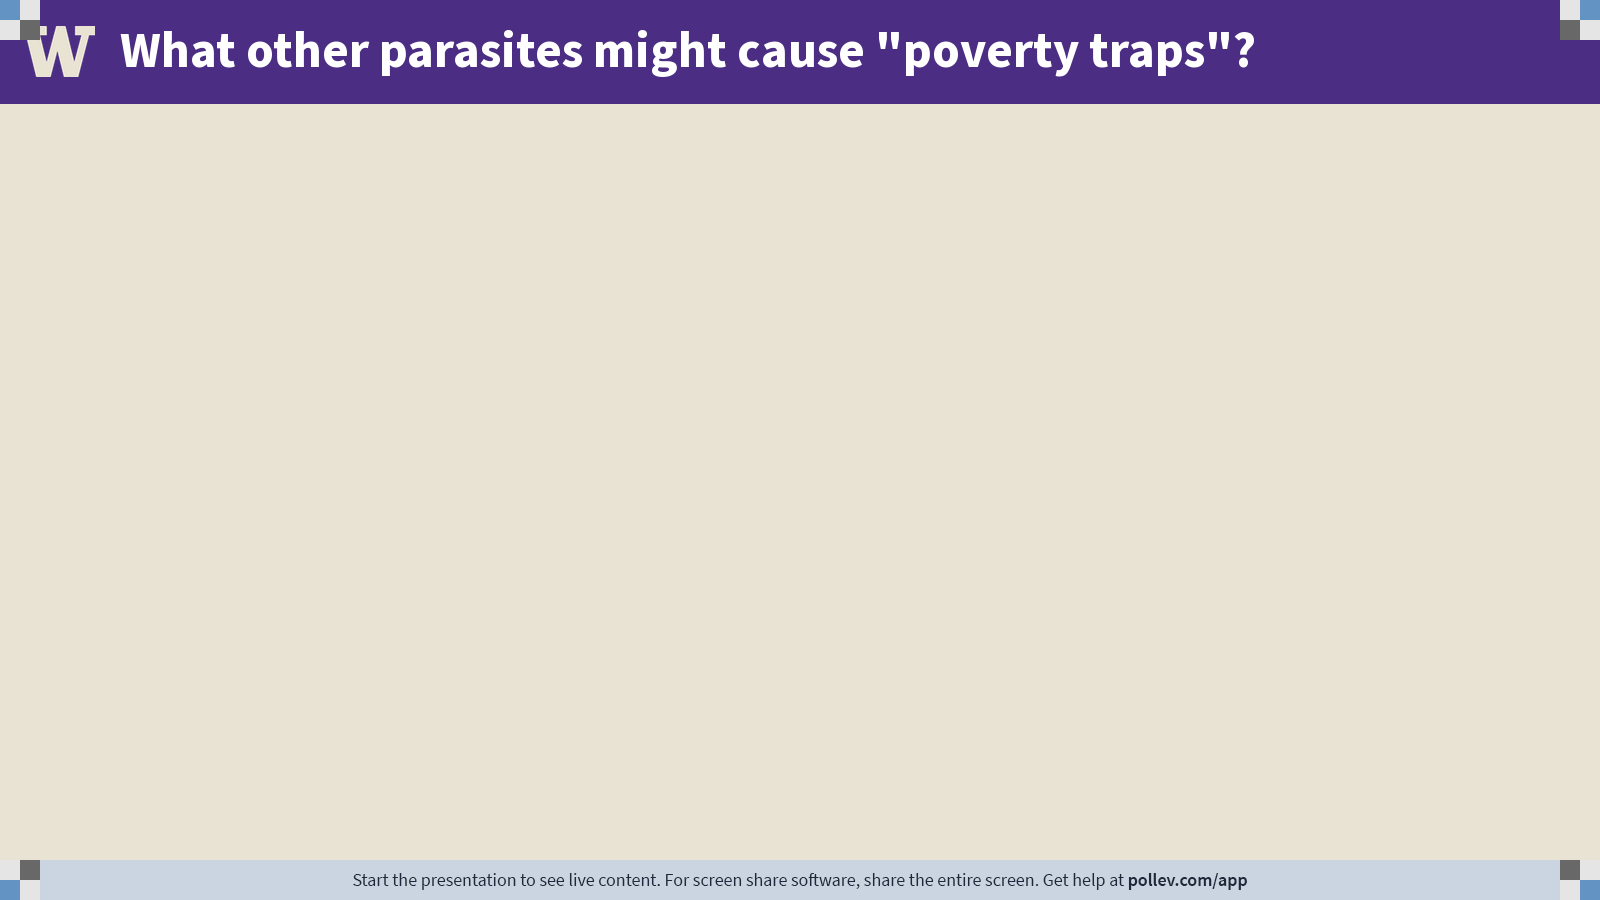 W What other parasites might cause "poverty traps"?
Start the presentation to see live content. For screen share software, share the entire screen. Get help at pollev.com/app